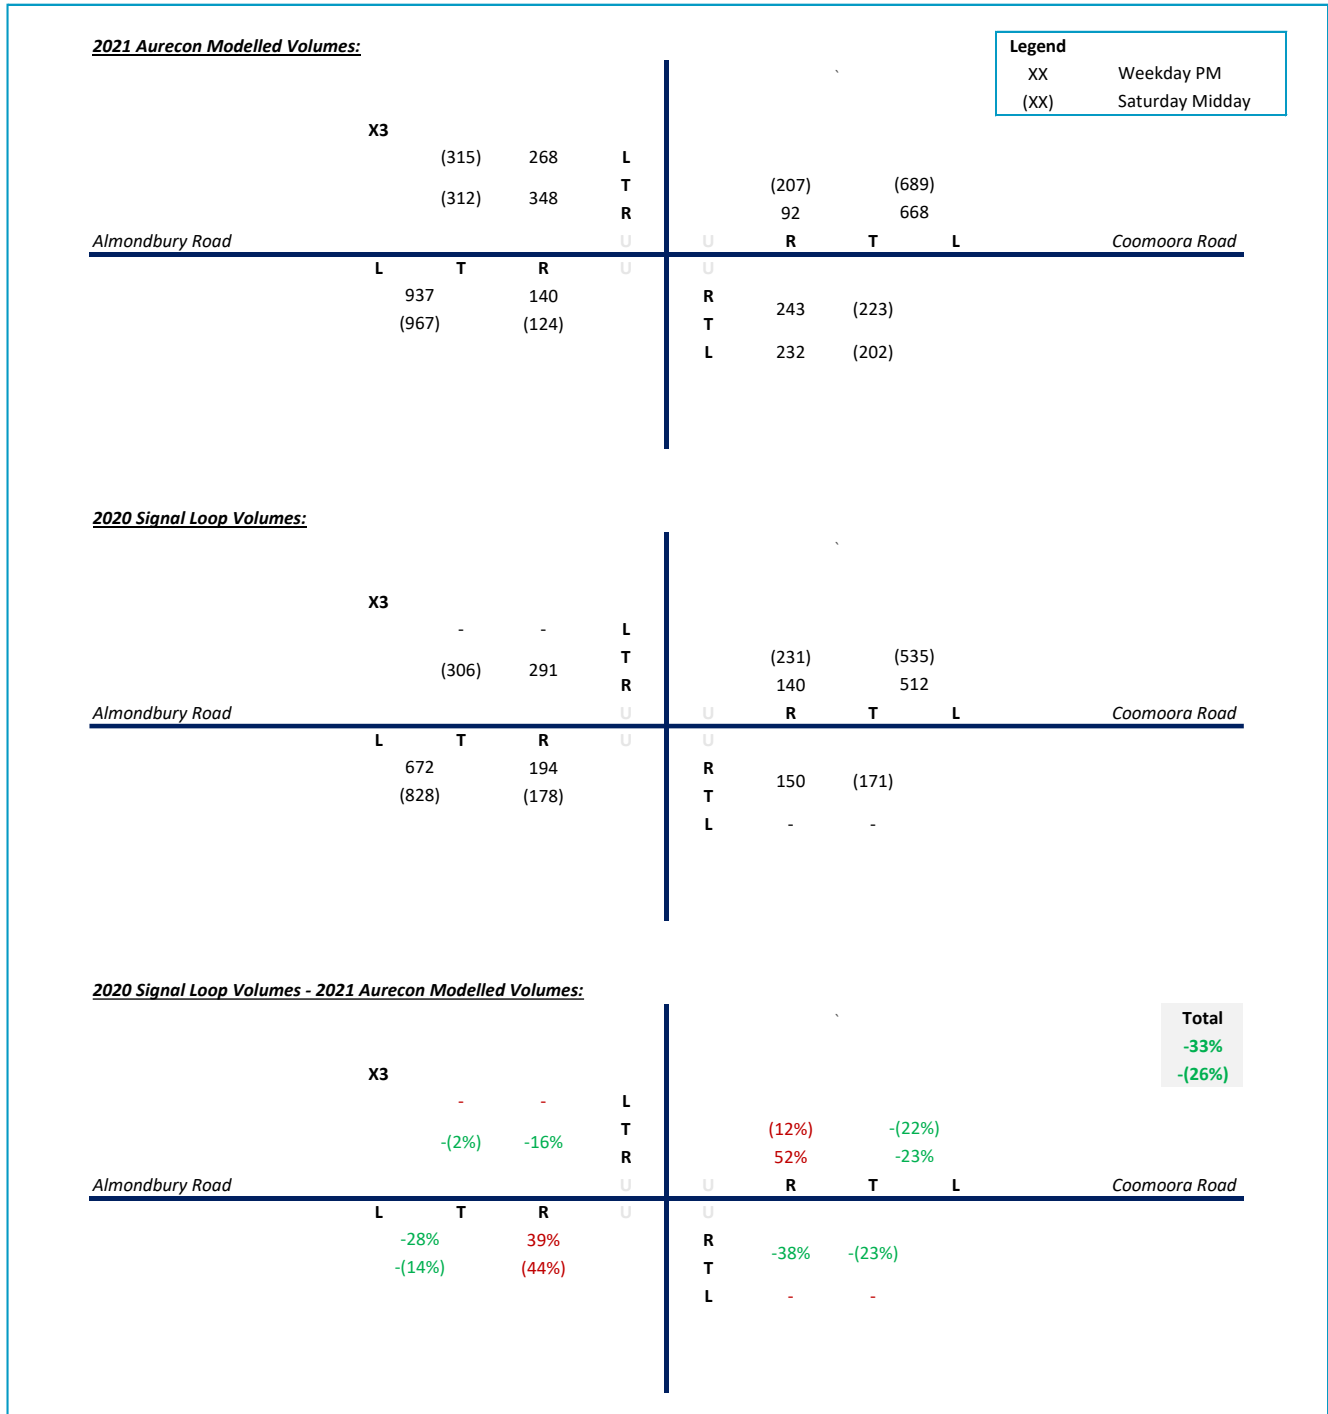 2021 Aurecon Modelled Volumes:
Legend
XX Weekday PM
(XX) Saturday Midday
`
X3
(315) 268 L
T
(312) 348
R
(207) (689)
92 668
Almondbury Road U U R T L Coomoora Road
L T R U U
937 140 R
243 (223)
(967) (124) T
L 232 (202)
2020 Signal Loop Volumes:
`
X3
- - L
T
(306) 291
R
(231) (535)
140 512
Almondbury Road U U R T L Coomoora Road
L T R U U
672 194 R
150 (171)
(828) (178) T
L - -
2020 Signal Loop Volumes - 2021 Aurecon Modelled Volumes:
`
Total
-33%
-(26%)
X3
- - L
T
-(2%) -16%
R
(12%) -(22%)
52% -23%
Almondbury Road U U R T L Coomoora Road
L T R U U
-28% 39% R
-38% -(23%)
-(14%) (44%) T
L - -